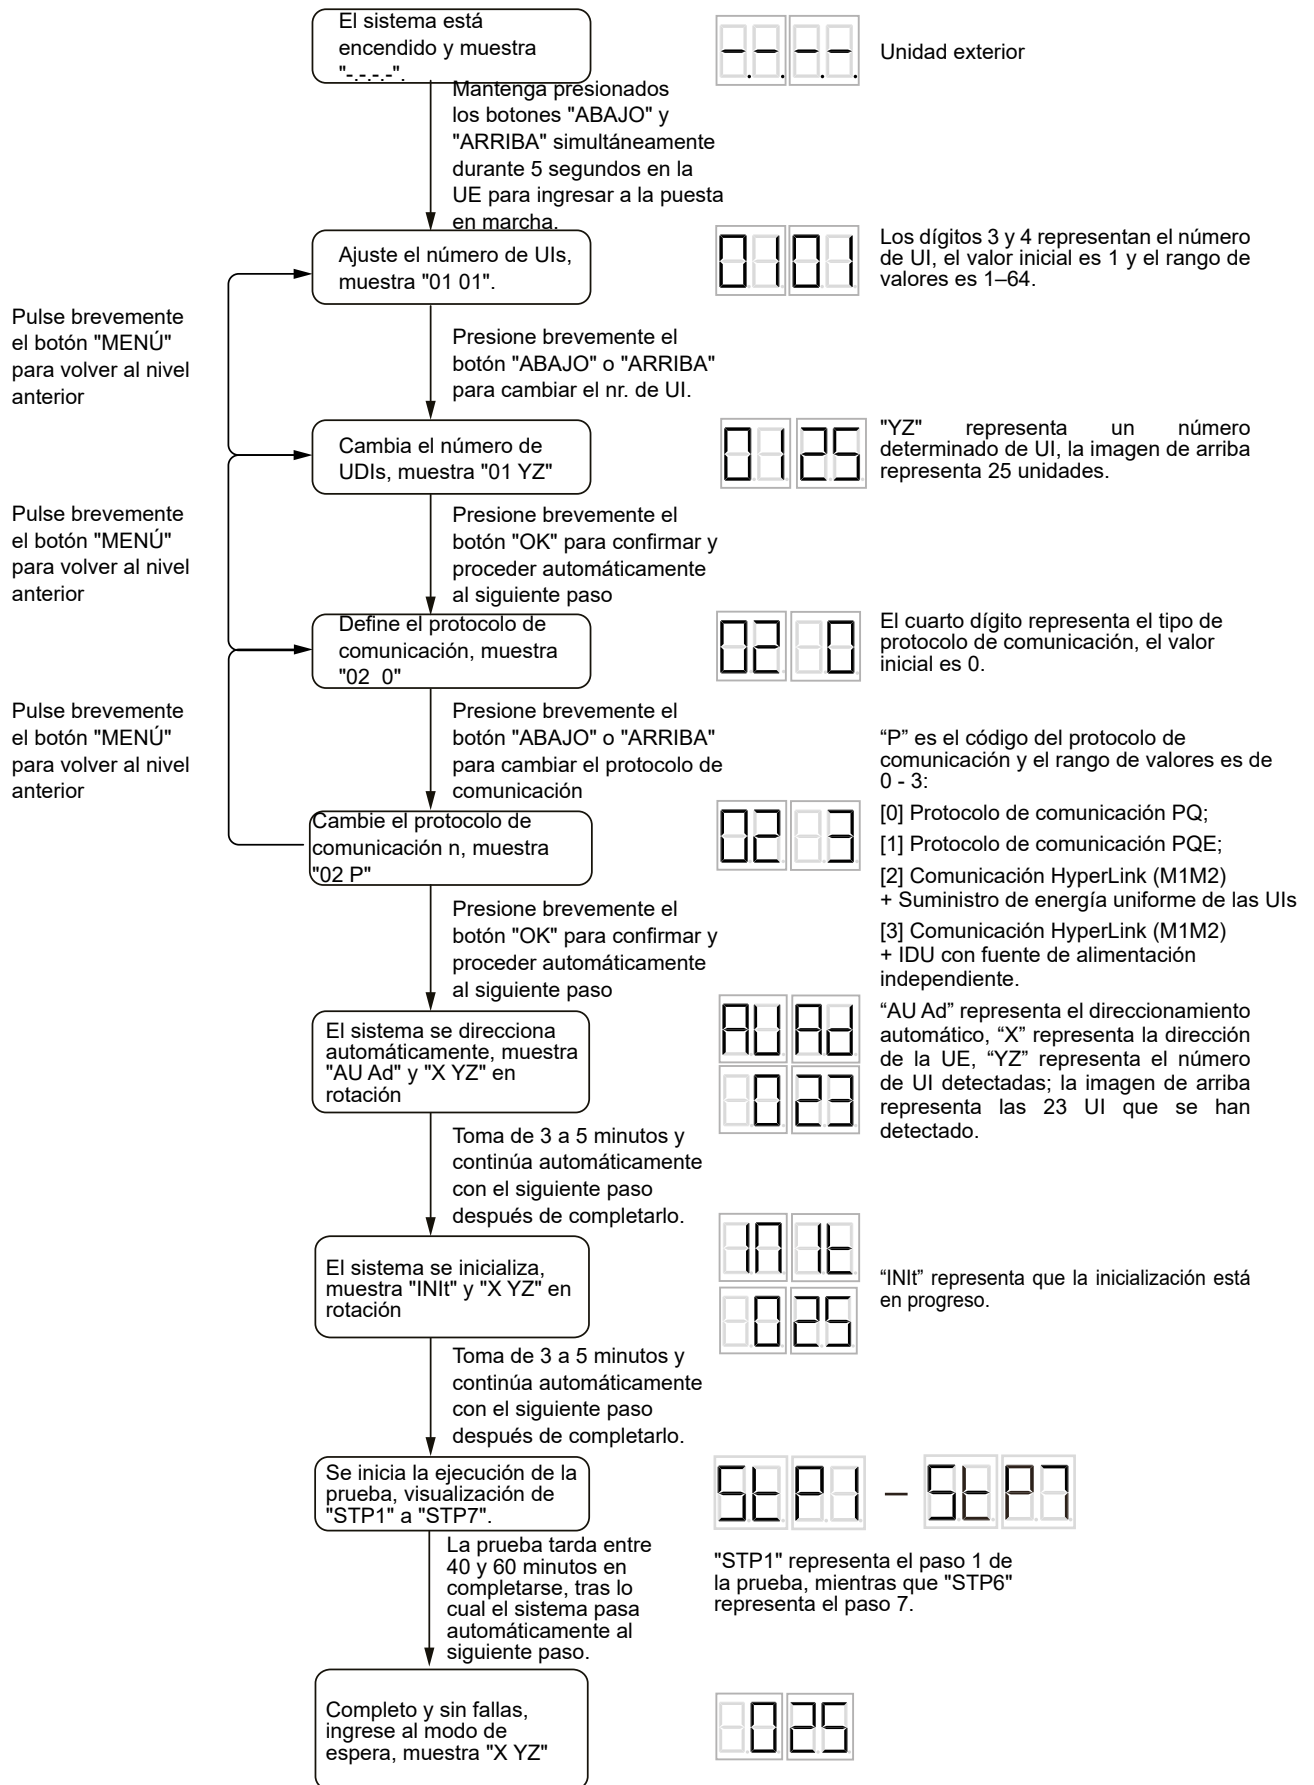 El sistema está
encendido y muestra
"-.-.-.-".
Unidad exterior
Mantenga presionados
los botones "ABAJO" y
"ARRIBA" simultáneamente
durante 5 segundos en la
UE para ingresar a la puesta
en marcha.
Ajuste el número de UIs,
muestra "01 01".
0101
Los dígitos 3 y 4 representan el número
de UI, el valor inicial es 1 y el rango de
valores es 1–64.
Pulse brevemente
el botón "MENÚ"
para volver al nivel
anterior
Presione brevemente el
botón "ABAJO" o "ARRIBA"
para cambiar el nr. de UI.
Cambia el número de
UDIs, muestra "01 YZ"
0125
"YZ" representa un número
determinado de UI, la imagen de arriba
representa 25 unidades.
Pulse brevemente
el botón "MENÚ"
para volver al nivel
anterior
Presione brevemente el
botón "OK" para confirmar y
proceder automáticamente
al siguiente paso
Define el protocolo de
comunicación, muestra
"02  0"
02 0
El cuarto dígito representa el tipo de
protocolo de comunicación, el valor
inicial es 0.
Pulse brevemente
el botón "MENÚ"
para volver al nivel
anterior
Presione brevemente el
botón "ABAJO" o "ARRIBA"
para cambiar el protocolo de
comunicación
Cambie el protocolo de
comunicación n, muestra
"02 P"
02 3
“P” es el código del protocolo de
comunicación y el rango de valores es de
0 - 3:
[0] Protocolo de comunicación PQ;
[1] Protocolo de comunicación PQE;
[2] Comunicación HyperLink (M1M2)
+ Suministro de energía uniforme de las UIs
[3] Comunicación HyperLink (M1M2)
+ IDU con fuente de alimentación
independiente.
Presione brevemente el
botón "OK" para confirmar y
proceder automáticamente
al siguiente paso
El sistema se direcciona
automáticamente, muestra
"AU Ad" y "X YZ" en
rotación
AU Ad
023
“AU Ad” representa el direccionamiento
automático, “X” representa la dirección
de la UE, “YZ” representa el número
de UI detectadas; la imagen de arriba
representa las 23 UI que se han
detectado.
Toma de 3 a 5 minutos y
continúa automáticamente
con el siguiente paso
después de completarlo.
El sistema se inicializa,
muestra "INIt" y "X YZ" en
rotación
INIt
025
“INIt” representa que la inicialización está
en progreso.
Toma de 3 a 5 minutos y
continúa automáticamente
con el siguiente paso
después de completarlo.
Se inicia la ejecución de la
prueba, visualización de
"STP1" a "STP7".
StP1 – StP7
"STP1" representa el paso 1 de
la prueba, mientras que "STP6"
representa el paso 7.
La prueba tarda entre
40 y 60 minutos en
completarse, tras lo
cual el sistema pasa
automáticamente al
siguiente paso.
Completo y sin fallas,
ingrese al modo de
espera, muestra "X YZ"
025